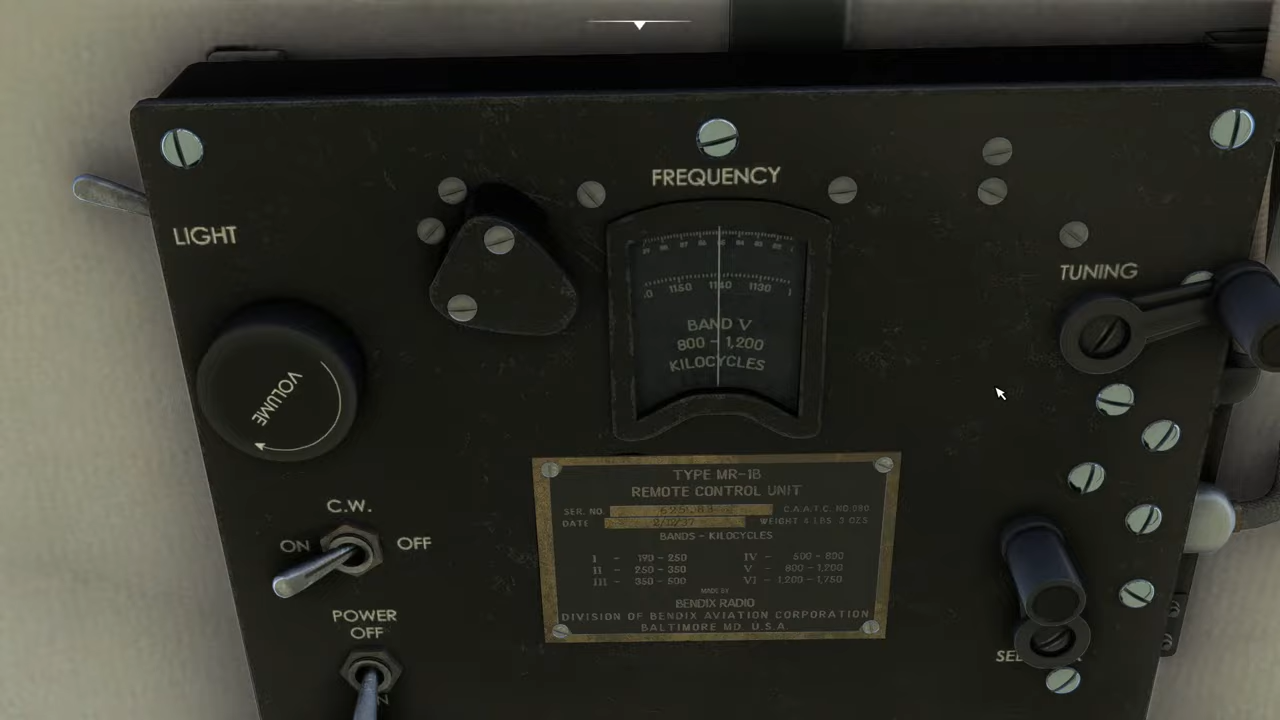 FREQUENCY
LIGHT
TUNING
1150 1140 1130
BAND V
800 - 1,200
KILOCYCLES
VOLUME
TYPE MR-1B
REMOTE CONTROL UNIT
SER. NO.
DATE
WEIGHT 4 LBS. 3 OZS.
BANDS - KILOCYCLES
I - 190 - 250 IV - 500 - 800
II - 250 - 350 V - 800 - 1,200
III - 350 - 500 VI - 1,200 - 1,750
MADE BY
BENDIX RADIO
DIVISION OF BENDIX AVIATION CORPORATION
BALTIMORE MD. U.S.A.
C.W.
ON OFF
POWER
OFF